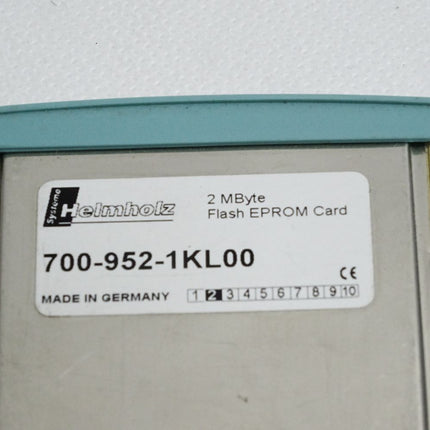 Systeme Helmholz
2 MByte
Flash EPROM Card
700-952-1KL00
CE
MADE IN GERMANY 1 2 3 4 5 6 7 8 9 10